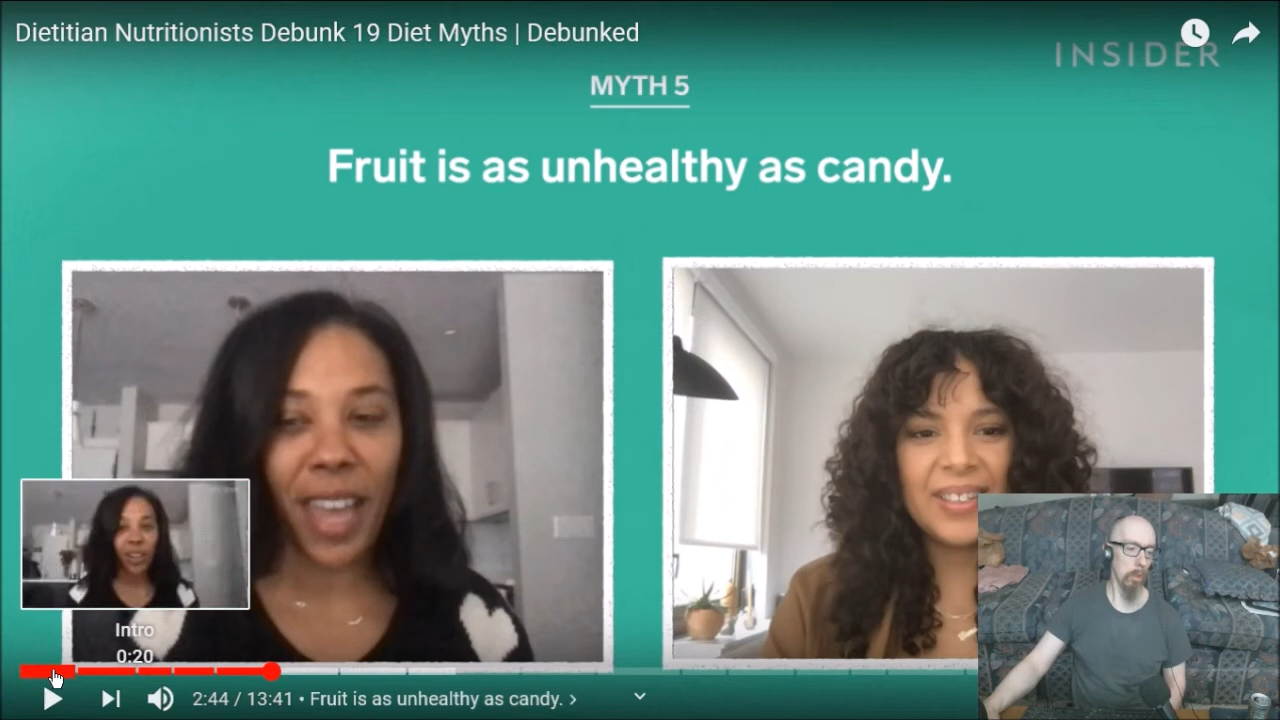 Dietitian Nutritionists Debunk 19 Diet Myths | Debunked
INSIDER
MYTH 5
Fruit is as unhealthy as candy.
Intro
0:20
2:44 / 13:41 • Fruit is as unhealthy as candy. ›